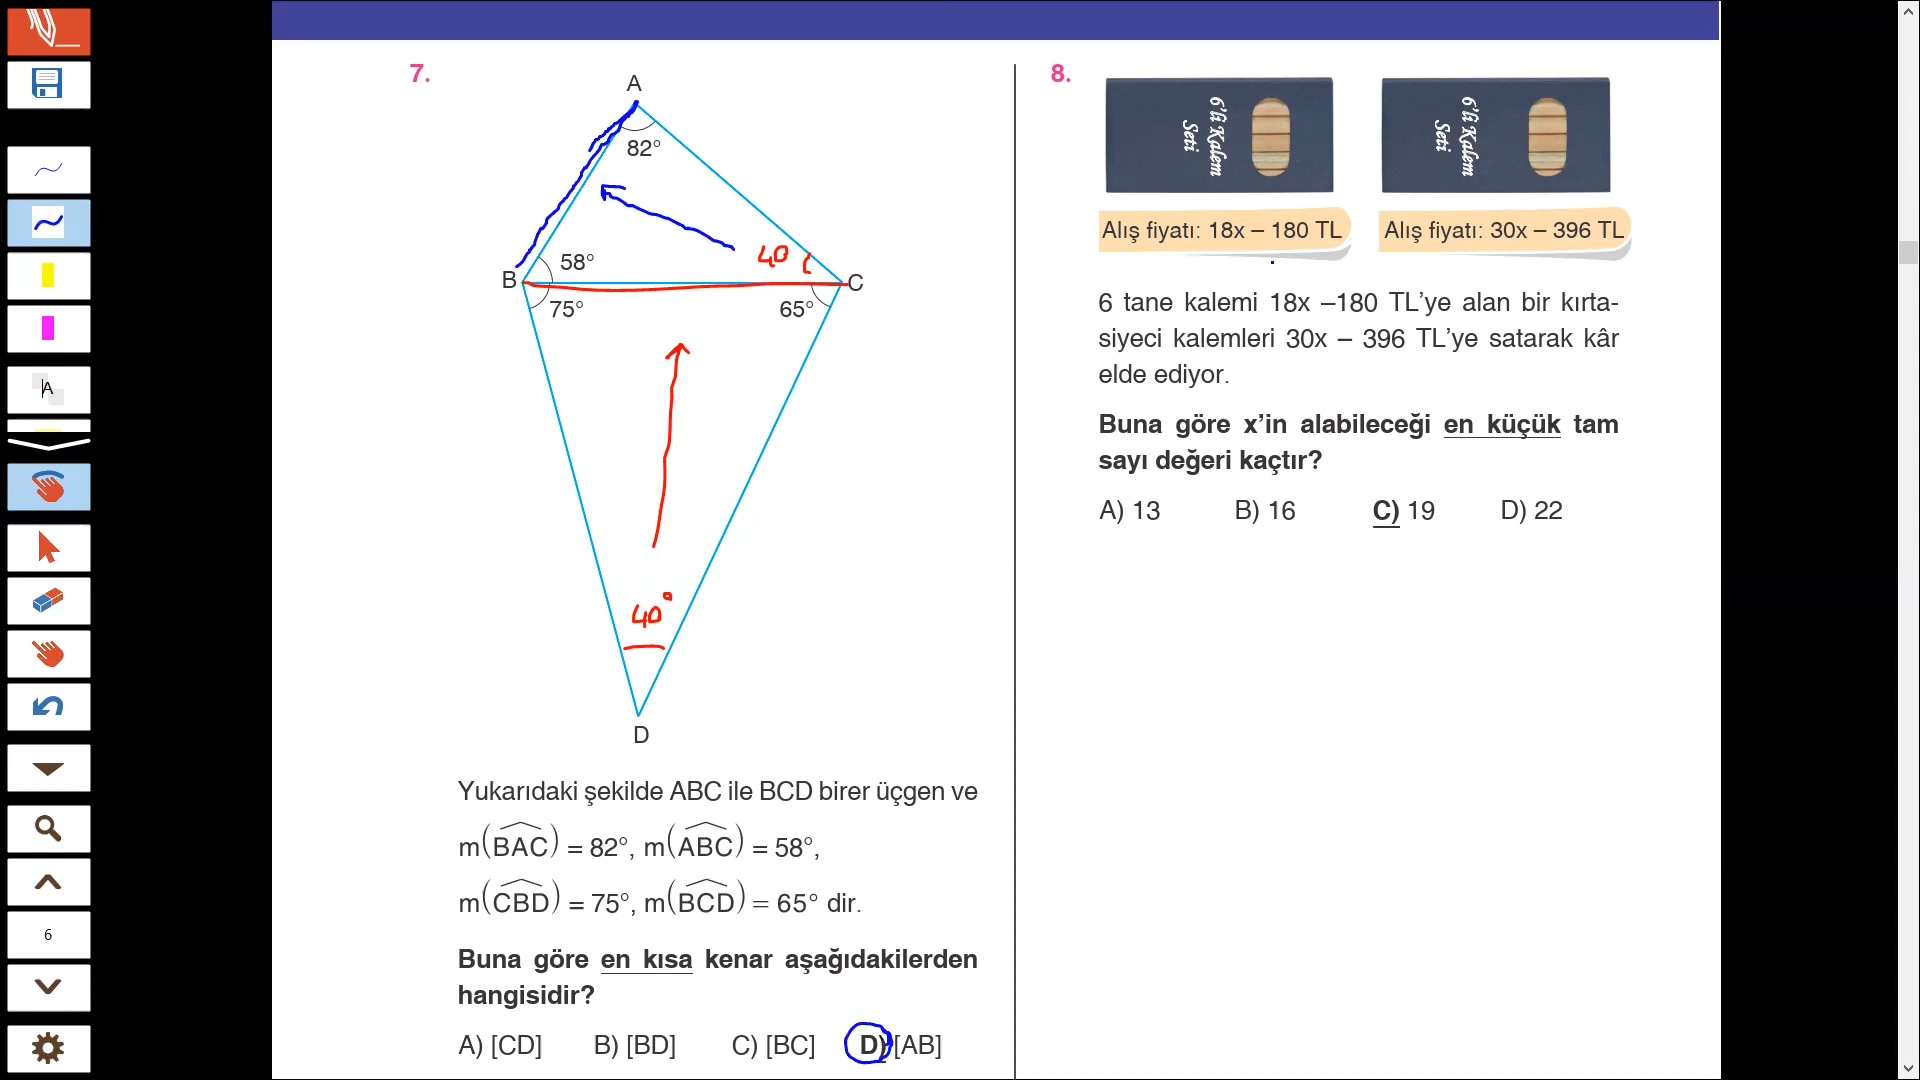 7.
A
82°
40
58°
B
C
75°
65°
40°
D
Yukarıdaki şekilde ABC ile BCD birer üçgen ve
m(BAC) = 82°, m(ABC) = 58°,
m(CBD) = 75°, m(BCD) = 65° dir.
Buna göre en kısa kenar aşağıdakilerden
hangisidir?
A) [CD] B) [BD] C) [BC] D) [AB]
8.
6'lı Kalem
Seti
6'lı Kalem
Seti
Alış fiyatı: 18x – 180 TL
Alış fiyatı: 30x – 396 TL
6 tane kalemi 18x –180 TL’ye alan bir kırta-
siyeci kalemleri 30x – 396 TL’ye satarak kâr
elde ediyor.
Buna göre x’in alabileceği en küçük tam
sayı değeri kaçtır?
A) 13 B) 16 C) 19 D) 22
A
6